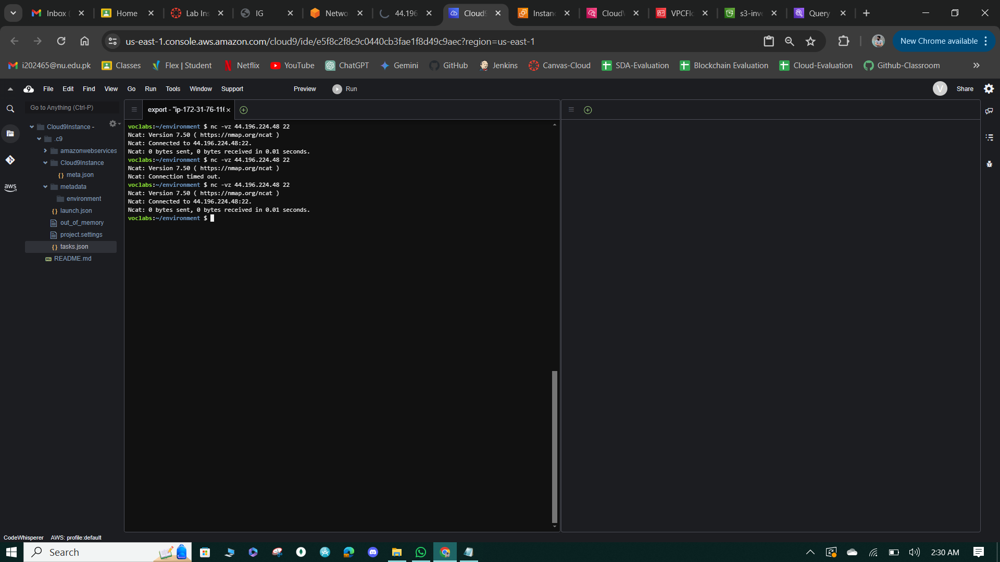 Inbox (
Home
Lab Ins
IG
Netwo
44.196
Cloud9
Instanc
CloudW
VPCFlo
s3-inve
Query
us-east-1.console.aws.amazon.com/cloud9/ide/e5f8c2f8c9c0440cb3fae1f8d49c9aec?region=us-east-1
New Chrome available
i202465@nu.edu.pk
Classes
Flex | Student
Netflix
YouTube
ChatGPT
Gemini
GitHub
Jenkins
Canvas-Cloud
SDA-Evaluation
Blockchain Evaluation
Cloud-Evaluation
Github-Classroom
9 File Edit Find View Go Run Tools Window Support Preview Run V Share
Go to Anything (Ctrl-P)
aws
Cloud9Instance -
.c9
amazonwebservices
Cloud9Instance
{} meta.json
metadata
environment
{} launch.json
out_of_memory
project.settings
{} tasks.json
README.md
export - "ip-172-31-76-116
voclabs:~/environment $ nc -vz 44.196.224.48 22
Ncat: Version 7.50 ( https://nmap.org/ncat )
Ncat: Connected to 44.196.224.48:22.
Ncat: 0 bytes sent, 0 bytes received in 0.01 seconds.
voclabs:~/environment $ nc -vz 44.196.224.48 22
Ncat: Version 7.50 ( https://nmap.org/ncat )
Ncat: Connection timed out.
voclabs:~/environment $ nc -vz 44.196.224.48 22
Ncat: Version 7.50 ( https://nmap.org/ncat )
Ncat: Connected to 44.196.224.48:22.
Ncat: 0 bytes sent, 0 bytes received in 0.01 seconds.
voclabs:~/environment $
CodeWhisperer AWS: profile:default
Search
2:30 AM